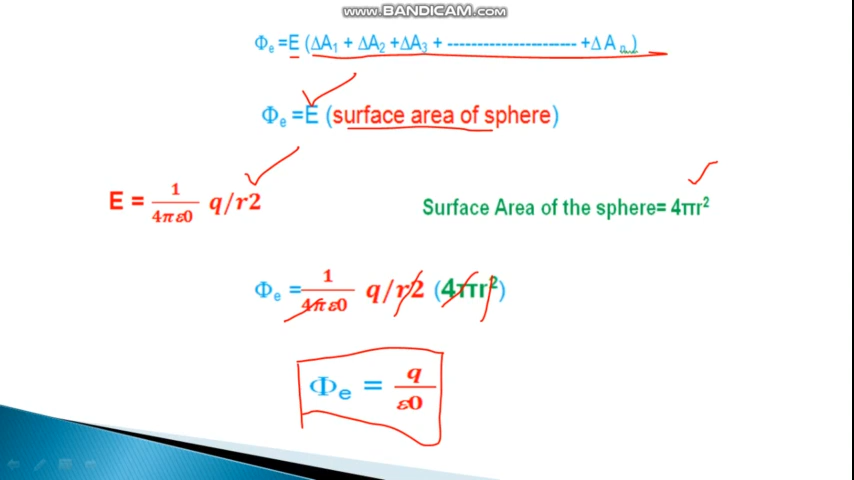 www.BANDICAM.com
Φe =E (ΔA1 + ΔA2 +ΔA3 + ---------------------- +Δ A n)
Φe =E (surface area of sphere)
E = 1/4πε0 q/r2
Surface Area of the sphere= 4πr²
Φe = 1/4πε0 q/r2 (4πr²)
Φe = q/ε0